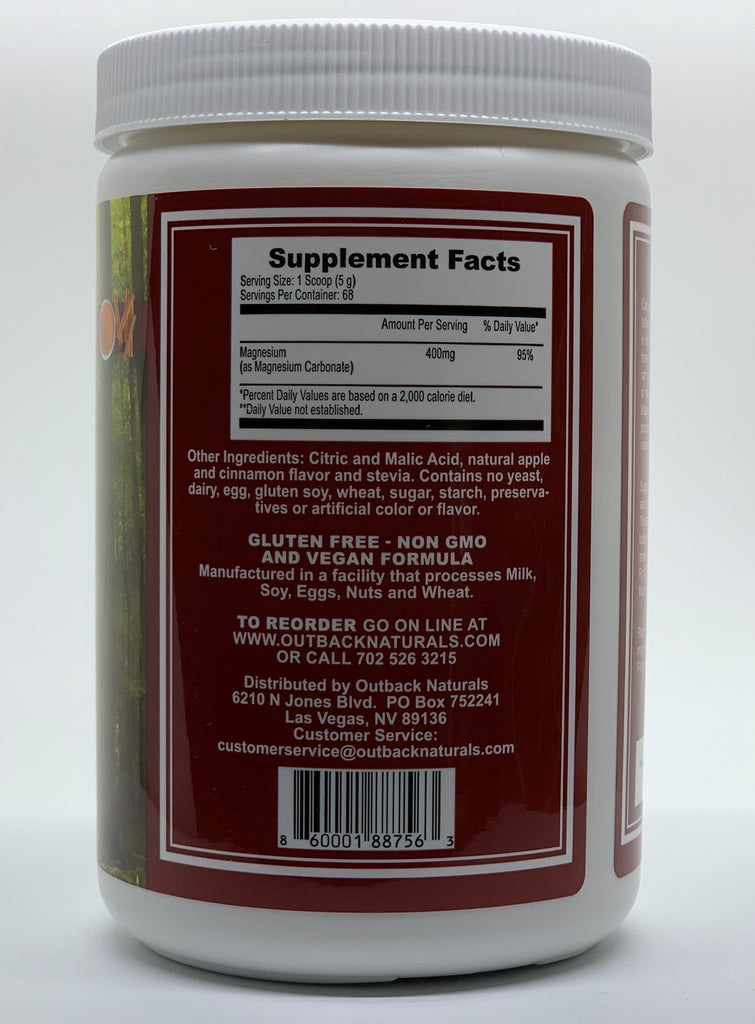 Supplement Facts
Serving Size: 1 Scoop (5 g)
Servings Per Container: 68
Amount Per Serving % Daily Value*
Magnesium 400mg 95%
(as Magnesium Carbonate)
*Percent Daily Values are based on a 2,000 calorie diet.
**Daily Value not established.
Other Ingredients: Citric and Malic Acid, natural apple
and cinnamon flavor and stevia. Contains no yeast,
dairy, egg, gluten soy, wheat, sugar, starch, preserva-
tives or artificial color or flavor.
GLUTEN FREE - NON GMO
AND VEGAN FORMULA
Manufactured in a facility that processes Milk,
Soy, Eggs, Nuts and Wheat.
TO REORDER GO ON LINE AT
WWW.OUTBACKNATURALS.COM
OR CALL 702 526 3215
Distributed by Outback Naturals
6210 N Jones Blvd. PO Box 752241
Las Vegas, NV 89136
Customer Service:
customerservice@outbacknaturals.com
8 60001 88756 3